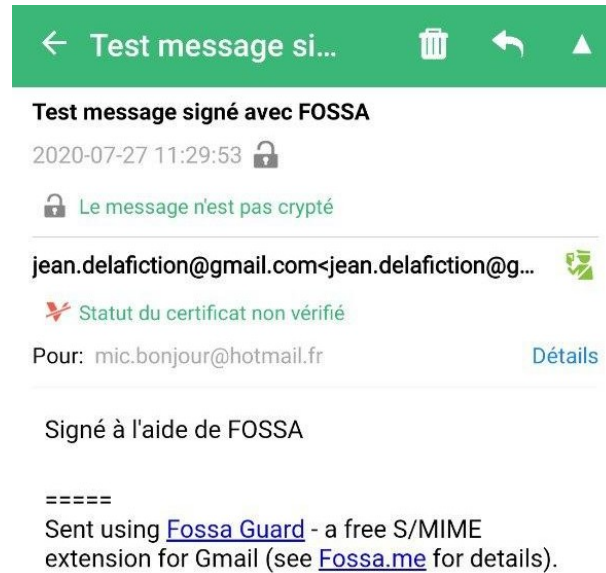 Test message si...
Test message signé avec FOSSA
2020-07-27 11:29:53
Le message n'est pas crypté
jean.delafiction@gmail.com<jean.delafiction@g...
Statut du certificat non vérifié
Pour: mic.bonjour@hotmail.fr Détails
Signé à l'aide de FOSSA
=====
Sent using Fossa Guard - a free S/MIME
extension for Gmail (see Fossa.me for details).